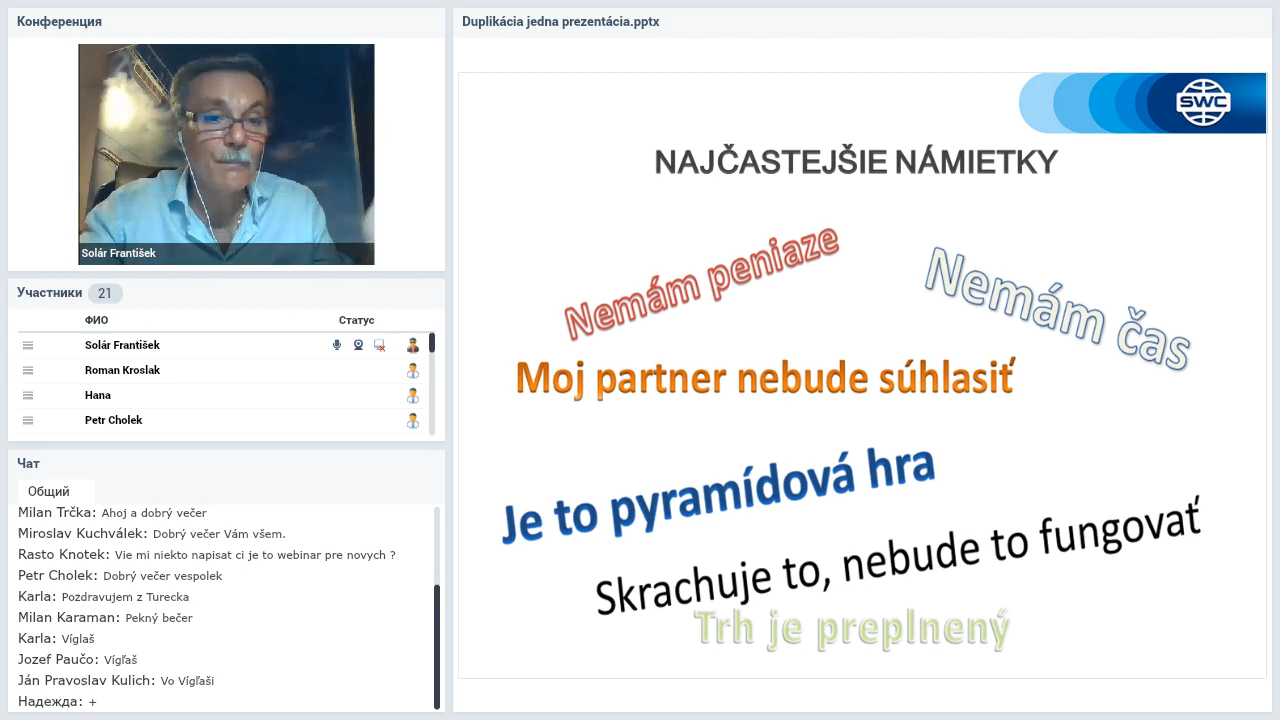 Конференция
Solár František
Участники 21
ФИО Статус
Solár František
Roman Kroslak
Hana
Petr Cholek
Чат
Общий
Milan Trčka: Ahoj a dobrý večer
Miroslav Kuchválek: Dobrý večer Vám všem.
Rasto Knotek: Vie mi niekto napisat ci je to webinar pre novych ?
Petr Cholek: Dobrý večer vespolek
Karla: Pozdravujem z Turecka
Milan Karaman: Pekný bečer
Karla: Víglaš
Jozef Paučo: Vígľaš
Ján Pravoslav Kulich: Vo Vígľaši
Надежда: +
Duplikácia jedna prezentácia.pptx
SWC
NAJČASTEJŠIE NÁMIETKY
Nemám peniaze
Nemám čas
Moj partner nebude súhlasiť
Je to pyramídová hra
Skrachuje to, nebude to fungovať
Trh je preplnený